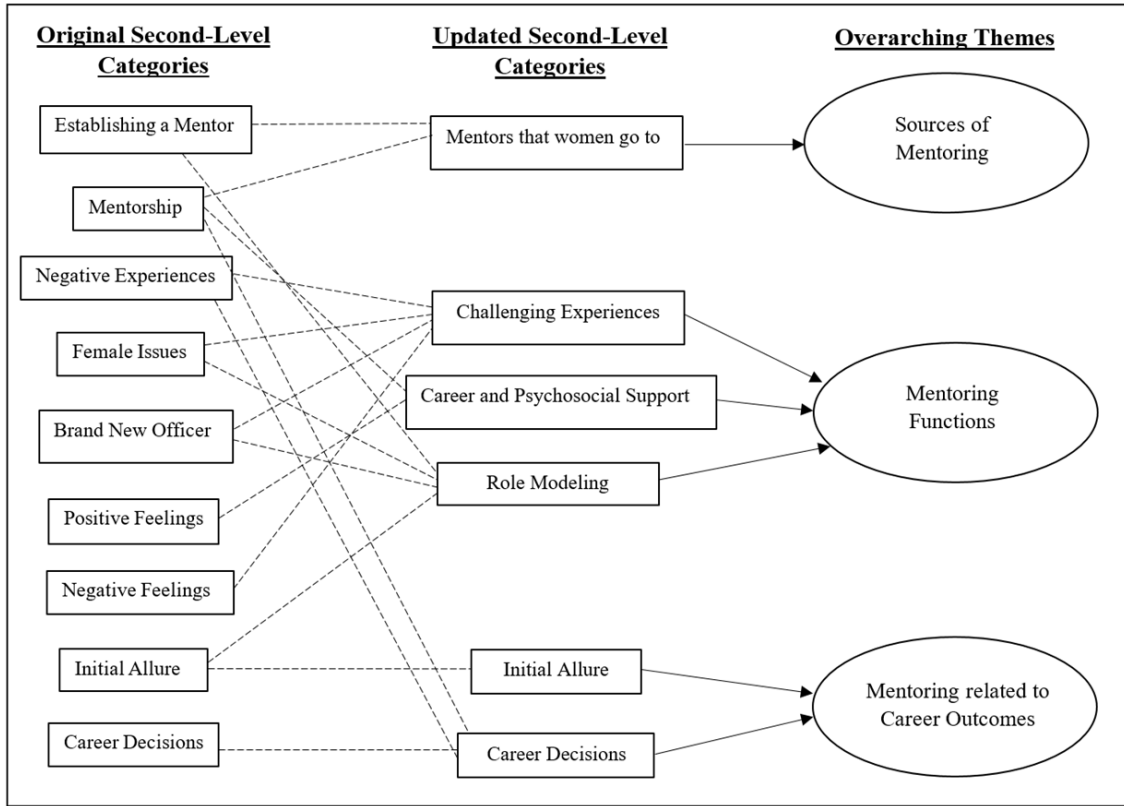 Original Second-Level
Categories
Updated Second-Level
Categories
Overarching Themes
Establishing a Mentor
Mentorship
Negative Experiences
Female Issues
Brand New Officer
Positive Feelings
Negative Feelings
Initial Allure
Career Decisions
Mentors that women go to
Challenging Experiences
Career and Psychosocial Support
Role Modeling
Initial Allure
Career Decisions
Sources of
Mentoring
Mentoring
Functions
Mentoring related to
Career Outcomes